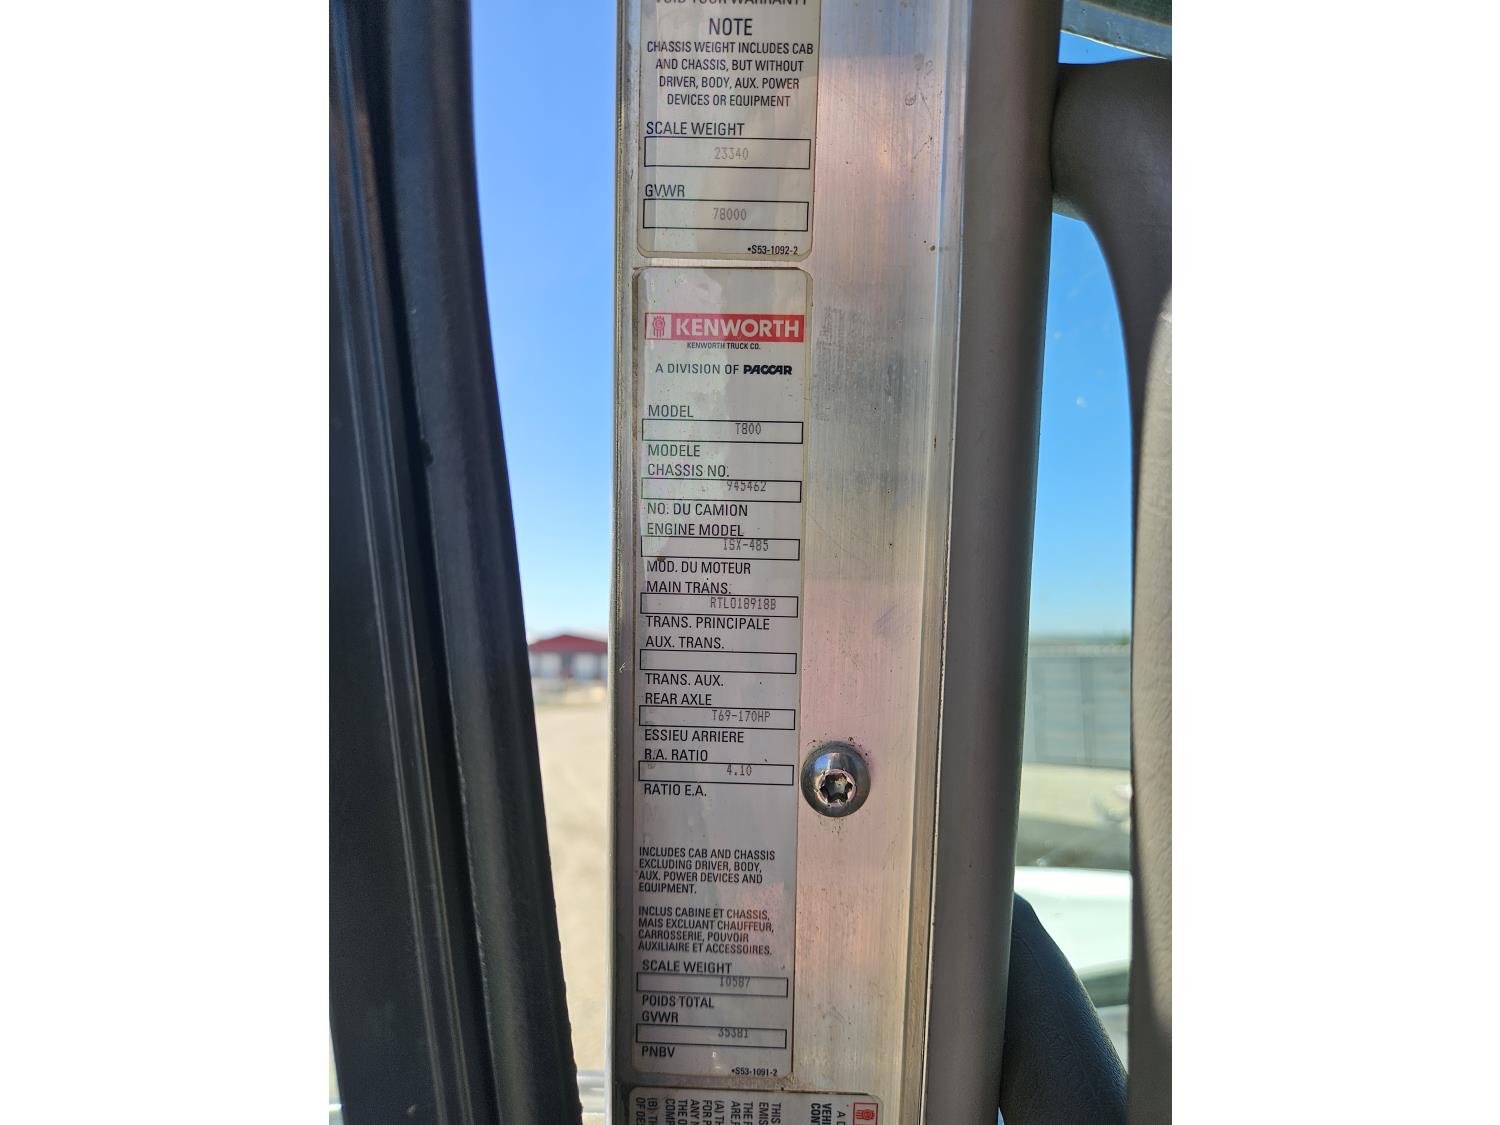 VOID YOUR WARRANTY
NOTE
CHASSIS WEIGHT INCLUDES CAB
AND CHASSIS, BUT WITHOUT
DRIVER, BODY, AUX. POWER
DEVICES OR EQUIPMENT
SCALE WEIGHT
23340
GVWR
78000
•S53-1092-2
KENWORTH
KENWORTH TRUCK CO.
A DIVISION OF PACCAR
MODEL
T800
MODELE
CHASSIS NO.
945462
NO. DU CAMION
ENGINE MODEL
ISX-485
MOD. DU MOTEUR
MAIN TRANS.
RTLO18918B
TRANS. PRINCIPALE
AUX. TRANS.
TRANS. AUX.
REAR AXLE
T69-170HP
ESSIEU ARRIERE
R.A. RATIO
4.10
RATIO E.A.
INCLUDES CAB AND CHASSIS
EXCLUDING DRIVER, BODY,
AUX. POWER DEVICES AND
EQUIPMENT.
INCLUS CABINE ET CHASSIS,
MAIS EXCLUANT CHAUFFEUR,
CARROSSERIE, POUVOIR
AUXILIAIRE ET ACCESSOIRES.
SCALE WEIGHT
10587
POIDS TOTAL
GVWR
35381
PNBV
•S53-1091-2